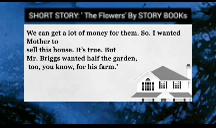 SHORT STORY: ' The Flowers' By STORY BOOKs
We can get a lot of money for them. So. I wanted
Mother to
sell this house. It's true. But
Mr. Briggs wanted half the garden,
too, you know, for his farm.'